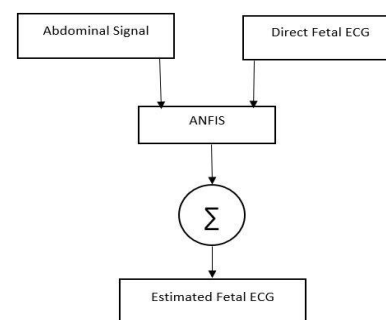 Abdominal Signal
Direct Fetal ECG
ANFIS
Σ
Estimated Fetal ECG